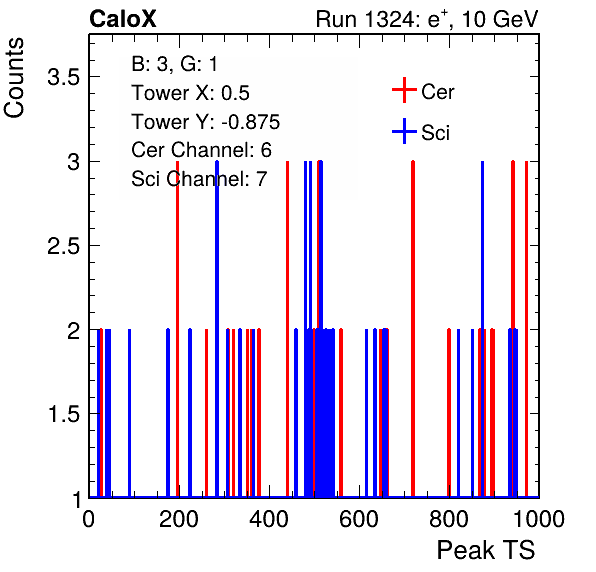 CaloX Run 1324: e⁺, 10 GeV
Counts
B: 3, G: 1
Tower X: 0.5
Tower Y: -0.875
Cer Channel: 6
Sci Channel: 7
Cer
Sci
3.5
3
2.5
2
1.5
1
0 200 400 600 800 1000
Peak TS